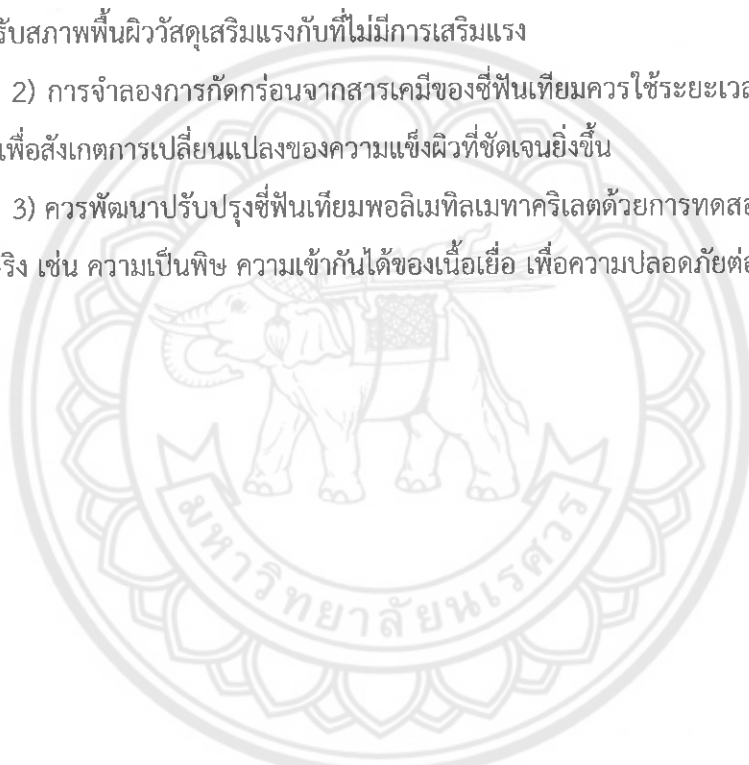 รับสภาพพื้นผิววัสดุเสริมแรงกับที่ไม่มีการเสริมแรง
2) การจำลองการกัดกร่อนจากสารเคมีของซี่ฟันเทียมควรใช้ระยะเวล
เพื่อสังเกตการเปลี่ยนแปลงของความแข็งผิวที่ชัดเจนยิ่งขึ้น
3) ควรพัฒนาปรับปรุงซี่ฟันเทียมพอลิเมทิลเมทาคริเลตด้วยการทดสอ
ริง เช่น ความเป็นพิษ ความเข้ากันได้ของเนื้อเยื่อ เพื่อความปลอดภัยต่อ
มหาวิทยาลัยนเรศวร